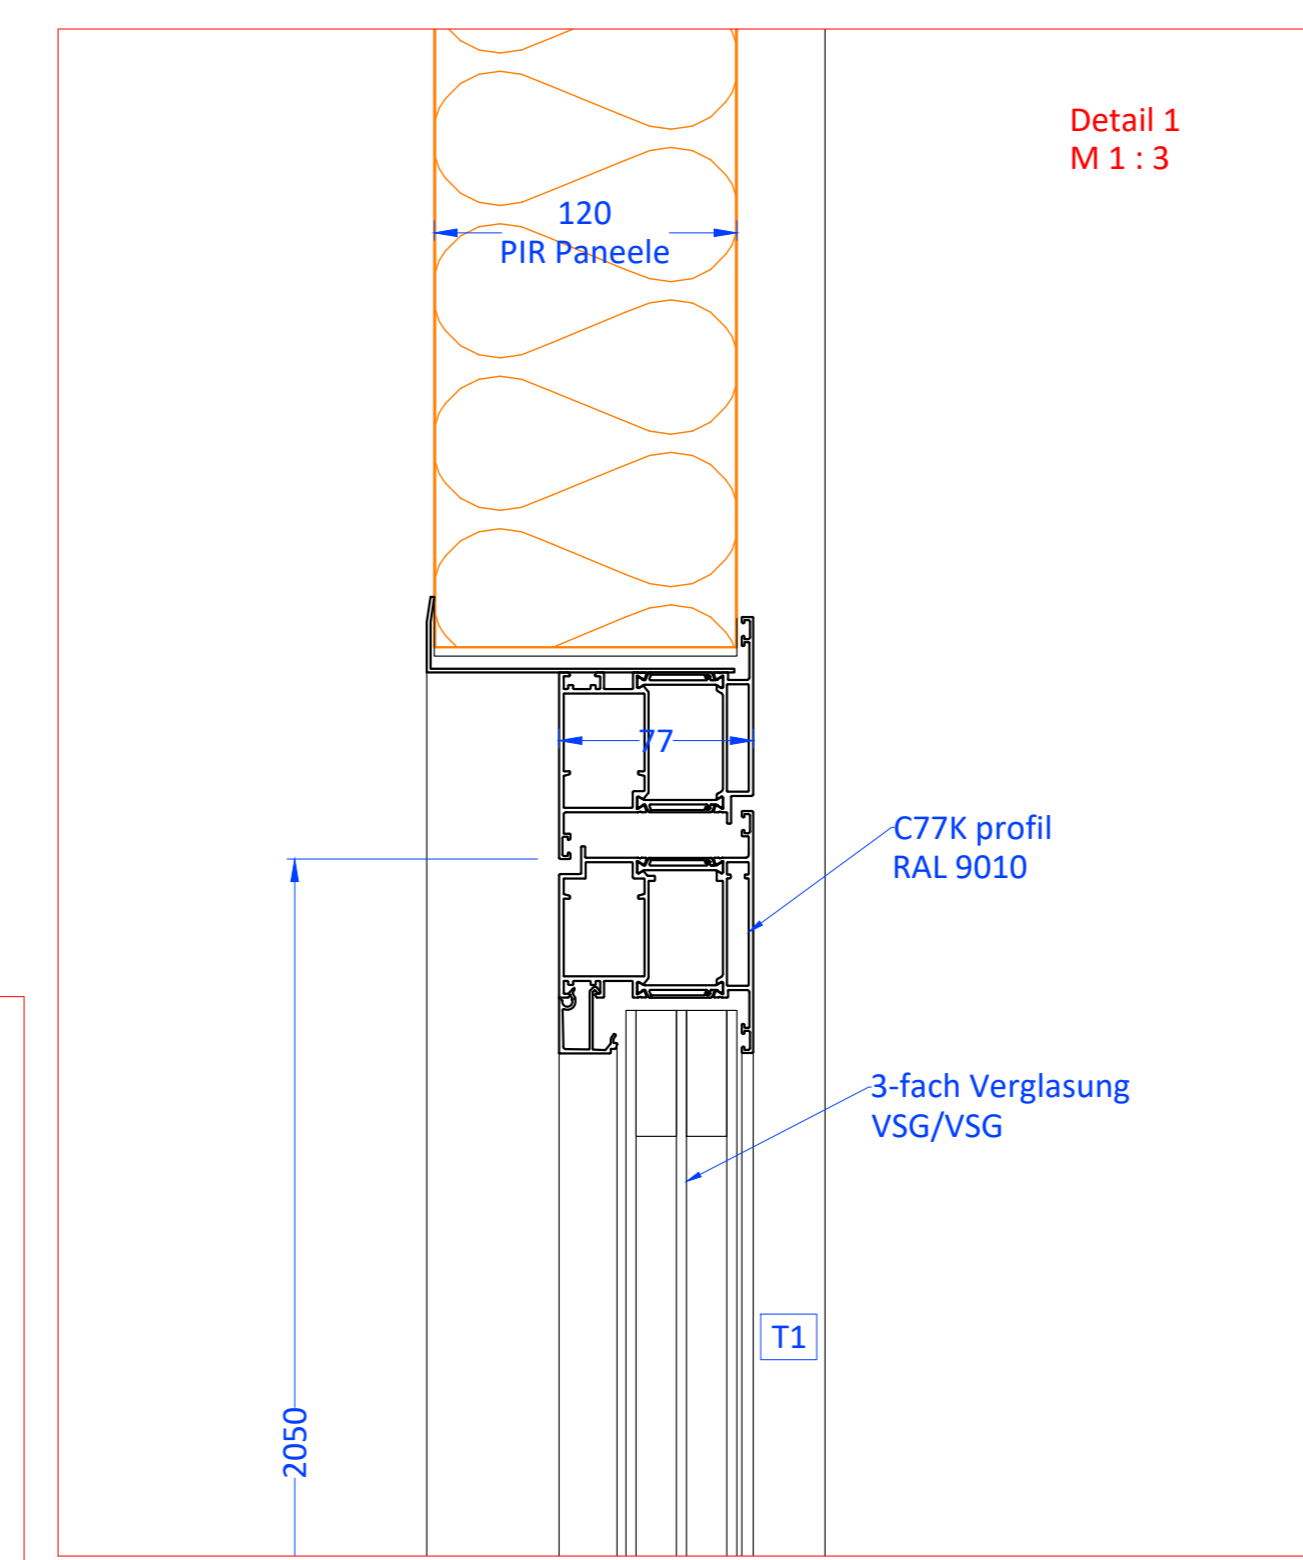 Detail 1
M 1 : 3
120
PIR Paneele
77
C77K profil
RAL 9010
3-fach Verglasung
VSG/VSG
T1
2050